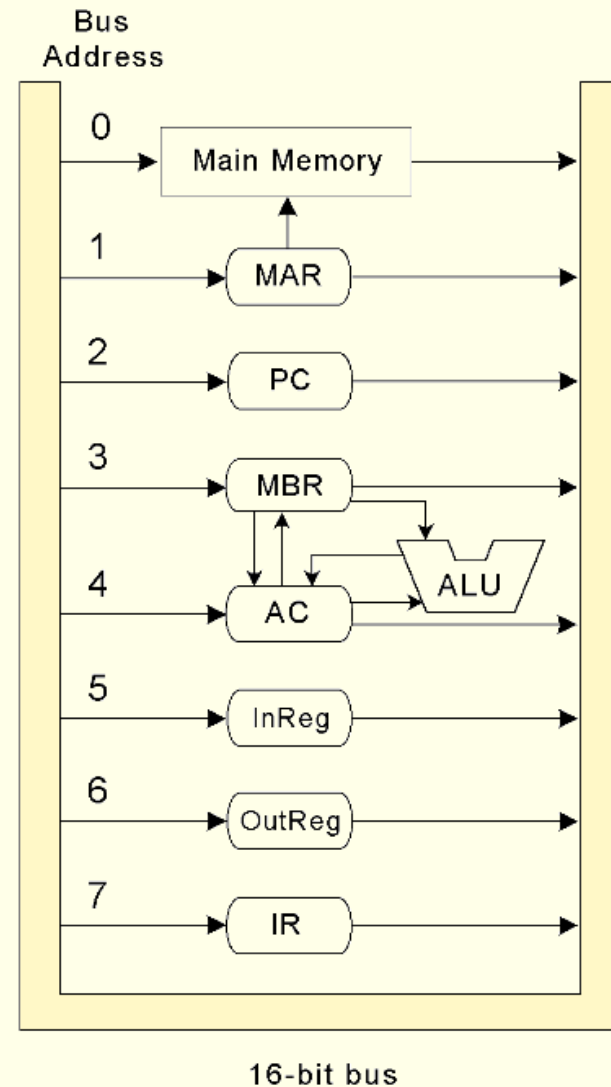 Bus
Address
0
Main Memory
1
MAR
2
PC
3
MBR
ALU
4
AC
5
InReg
6
OutReg
7
IR
16-bit bus